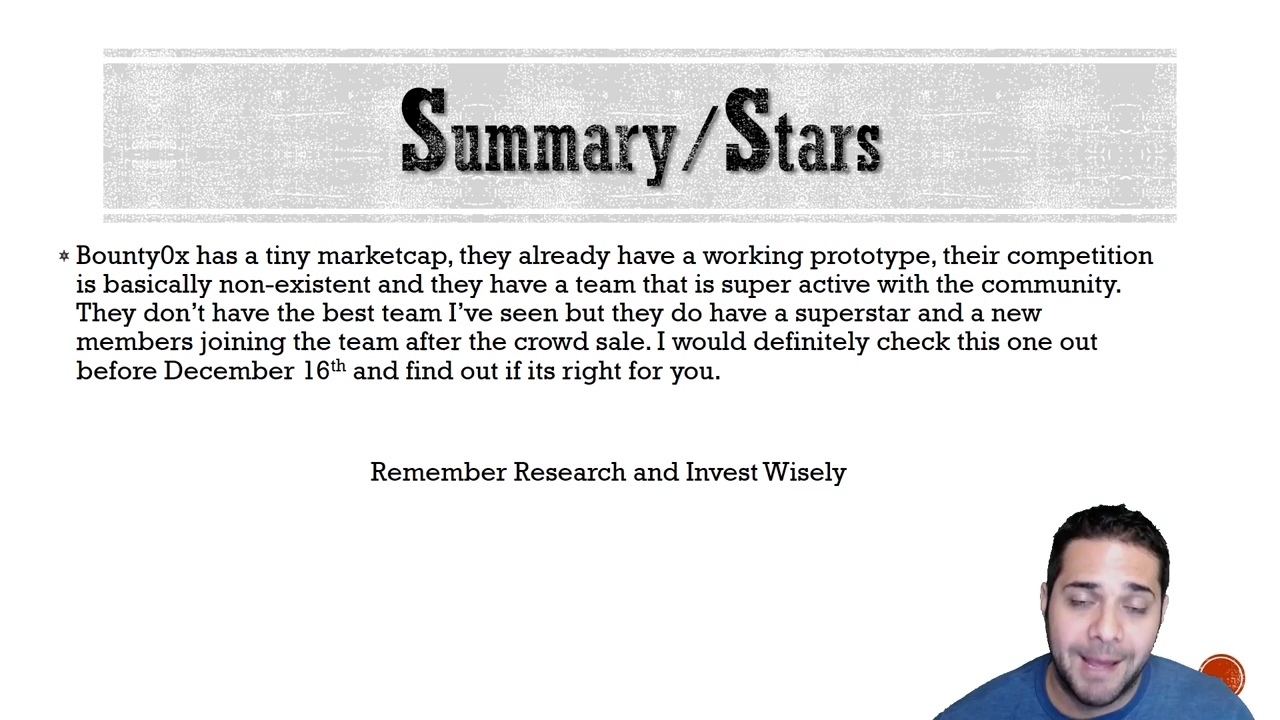 Summary/Stars
Bounty0x has a tiny marketcap, they already have a working prototype, their competition
is basically non-existent and they have a team that is super active with the community.
They don’t have the best team I’ve seen but they do have a superstar and a new
members joining the team after the crowd sale. I would definitely check this one out
before December 16th and find out if its right for you.
Remember Research and Invest Wisely